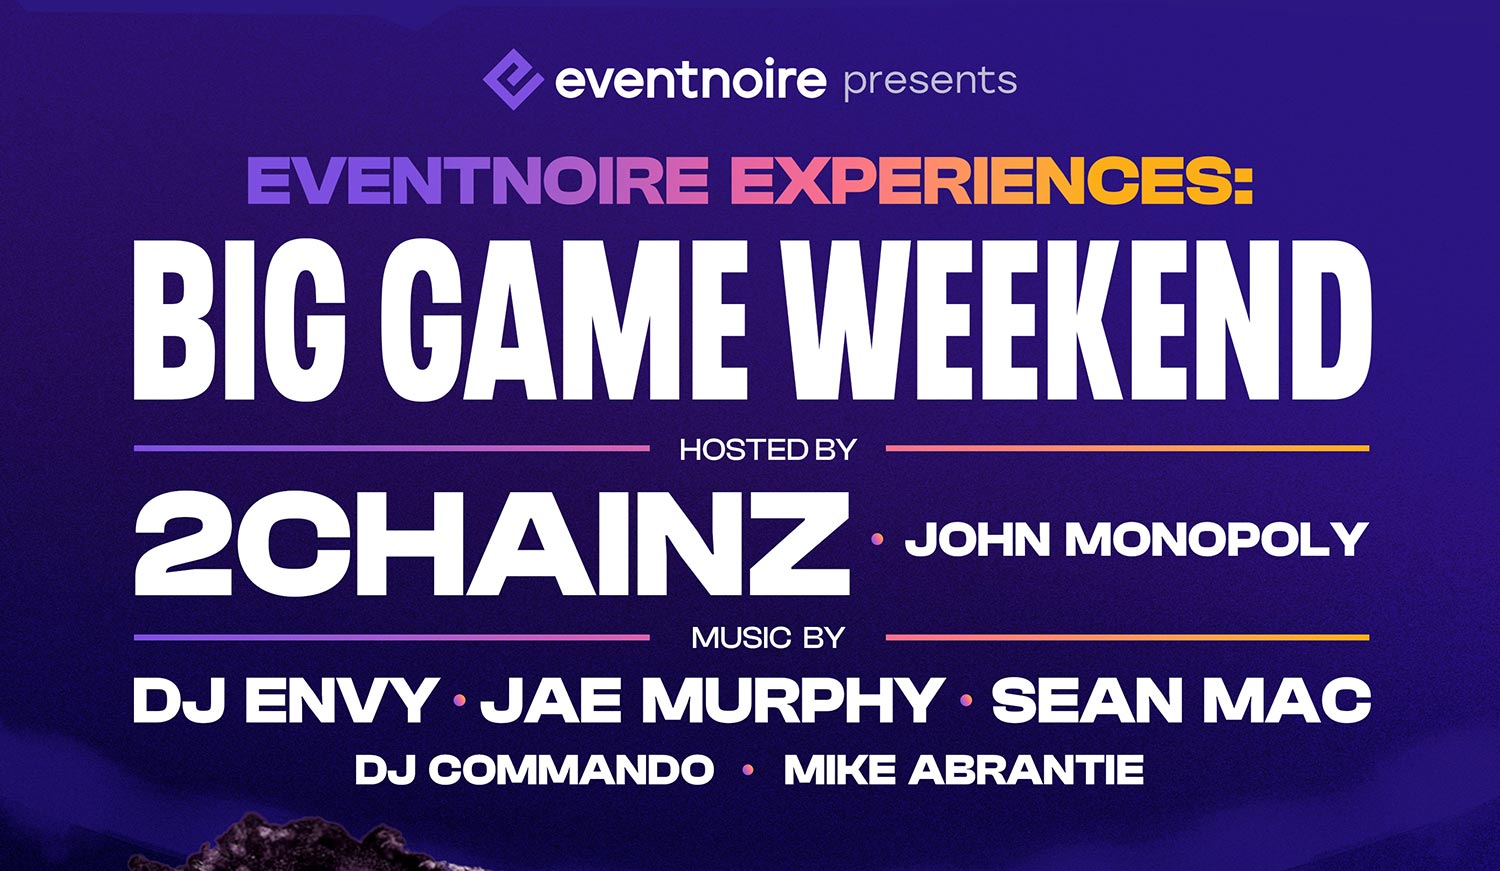 eventnoire presents
EVENTNOIRE EXPERIENCES:
BIG GAME WEEKEND
HOSTED BY
2CHAINZ • JOHN MONOPOLY
MUSIC BY
DJ ENVY • JAE MURPHY • SEAN MAC
DJ COMMANDO • MIKE ABRANTIE